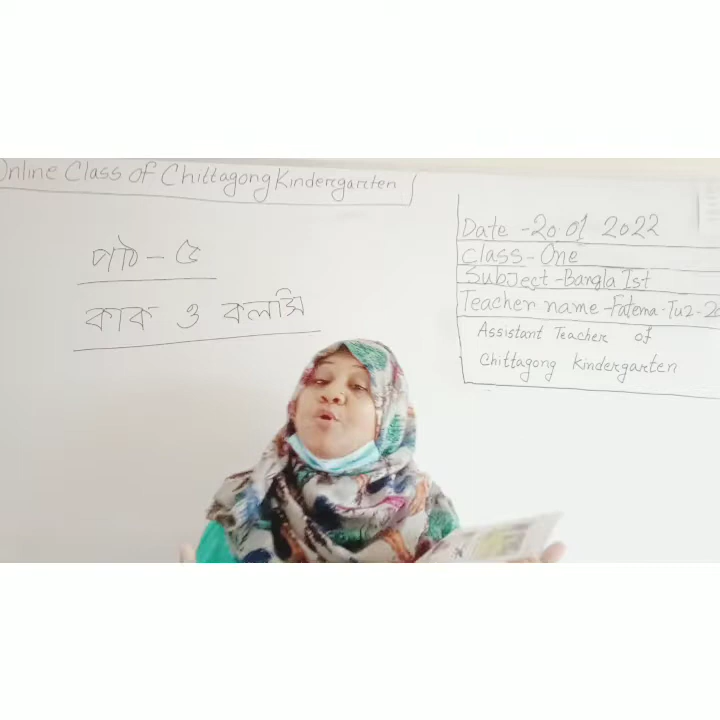 Online Class of Chittagong Kindergarten
পাঠ - ৫
কাক ও কলসি
Date - 20 01 2022
Class - One
Subject - Bangla 1st
Teacher name - Fatema - Tuz -
Assistant Teacher of
Chittagong Kindergarten